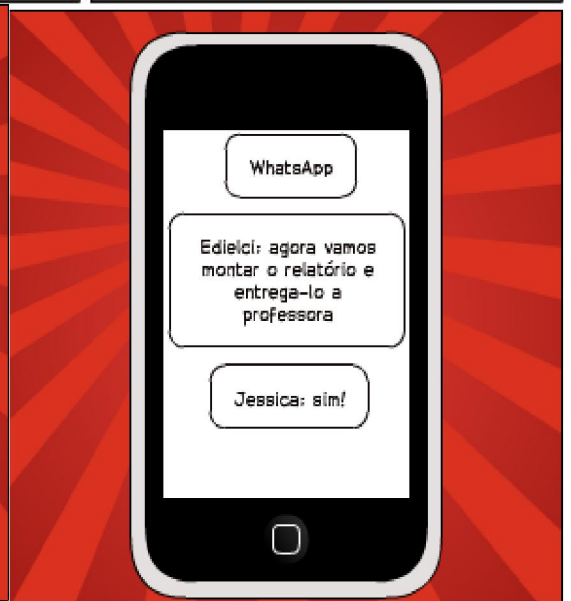 WhatsApp
Edielci: agora vamos
montar o relatório e
entrega-lo a
professora
Jessica: sim!